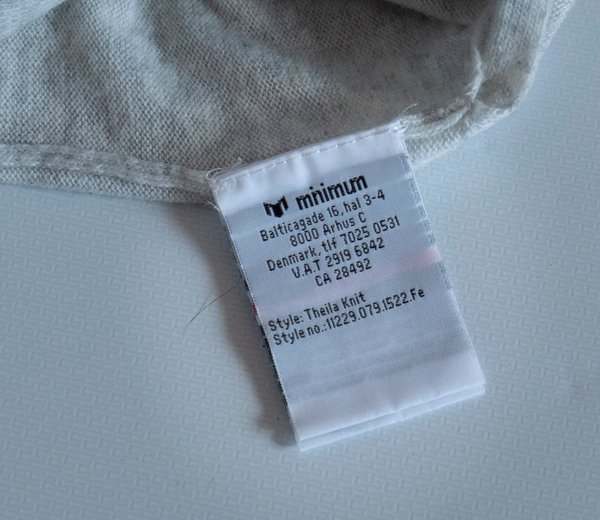 minimum
Balticagade 16, hal 3-4
8000 Århus C
Denmark, tlf 7025 0531
V.A.T 2919 6842
CA 28492
Style: Theila Knit
Style no.:11229.079.1522.Fe